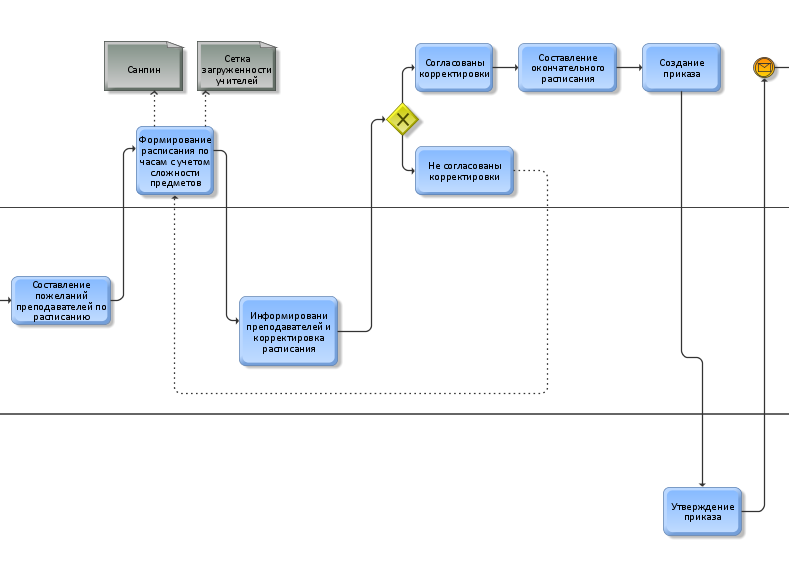 Санпин
Сетка
загруженности
учителей
Согласованы
корректировки
Составление
окончательного
расписания
Создание
приказа
Формирование
расписания по
часам с учетом
сложности
предметов
Не согласованы
корректировки
Составление
пожеланий
преподавателей по
расписанию
Информировани
преподавателей и
корректировка
расписания
Утверждение
приказа